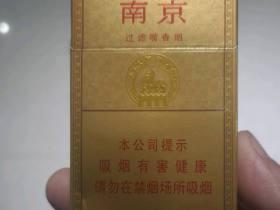 南京
过滤嘴香烟
本公司提示
吸烟有害健康
请勿在禁烟场所吸烟